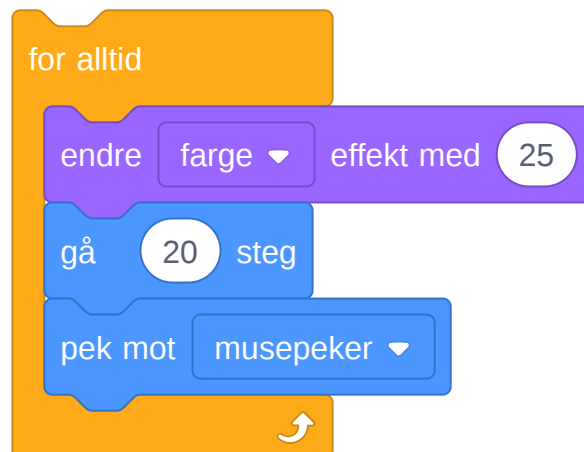 for alltid
endre farge effekt med 25
gå 20 steg
pek mot musepeker